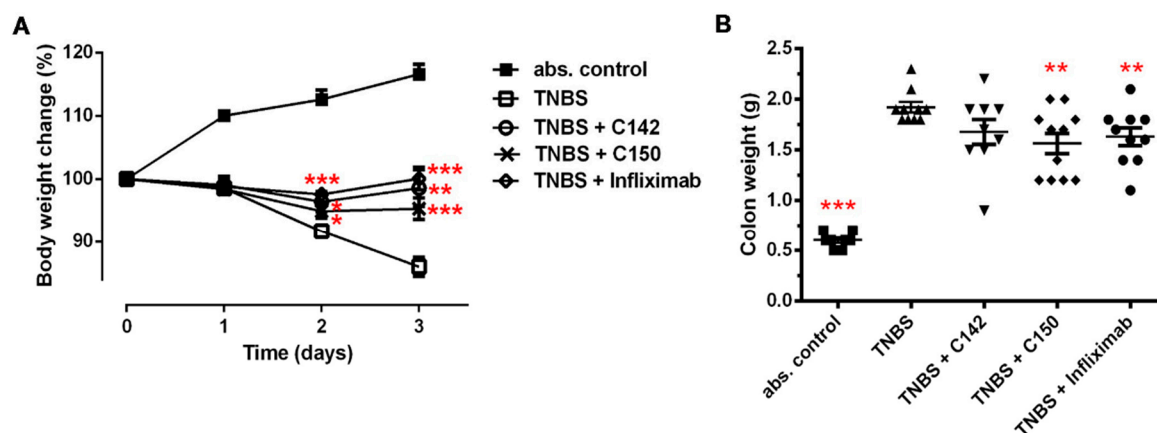 A
Body weight change (%)
120
110
100
90
0
1
2
3
Time (days)
***
*
*
***
**
***
abs. control
TNBS
TNBS + C142
TNBS + C150
TNBS + Infliximab
B
Colon weight (g)
2.5
2.0
1.5
1.0
0.5
0.0
***
**
**
abs. control
TNBS
TNBS + C142
TNBS + C150
TNBS + Infliximab